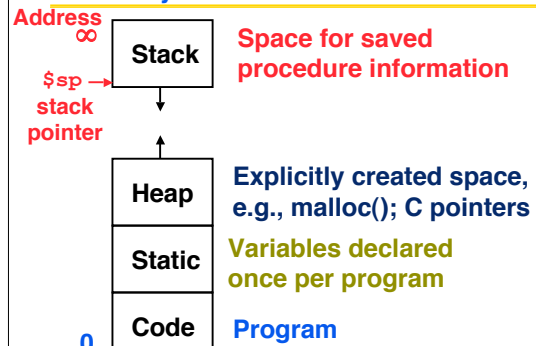 Address
∞
Stack
Space for saved
procedure information
$sp
stack
pointer
Heap
Explicitly created space,
e.g., malloc(); C pointers
Static
Variables declared
once per program
Code
Program
0